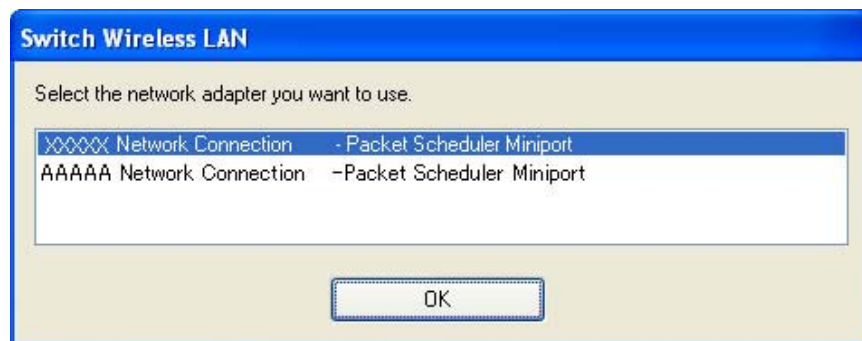 Switch Wireless LAN
Select the network adapter you want to use.
XXXXX Network Connection - Packet Scheduler Miniport
AAAAA Network Connection -Packet Scheduler Miniport
OK